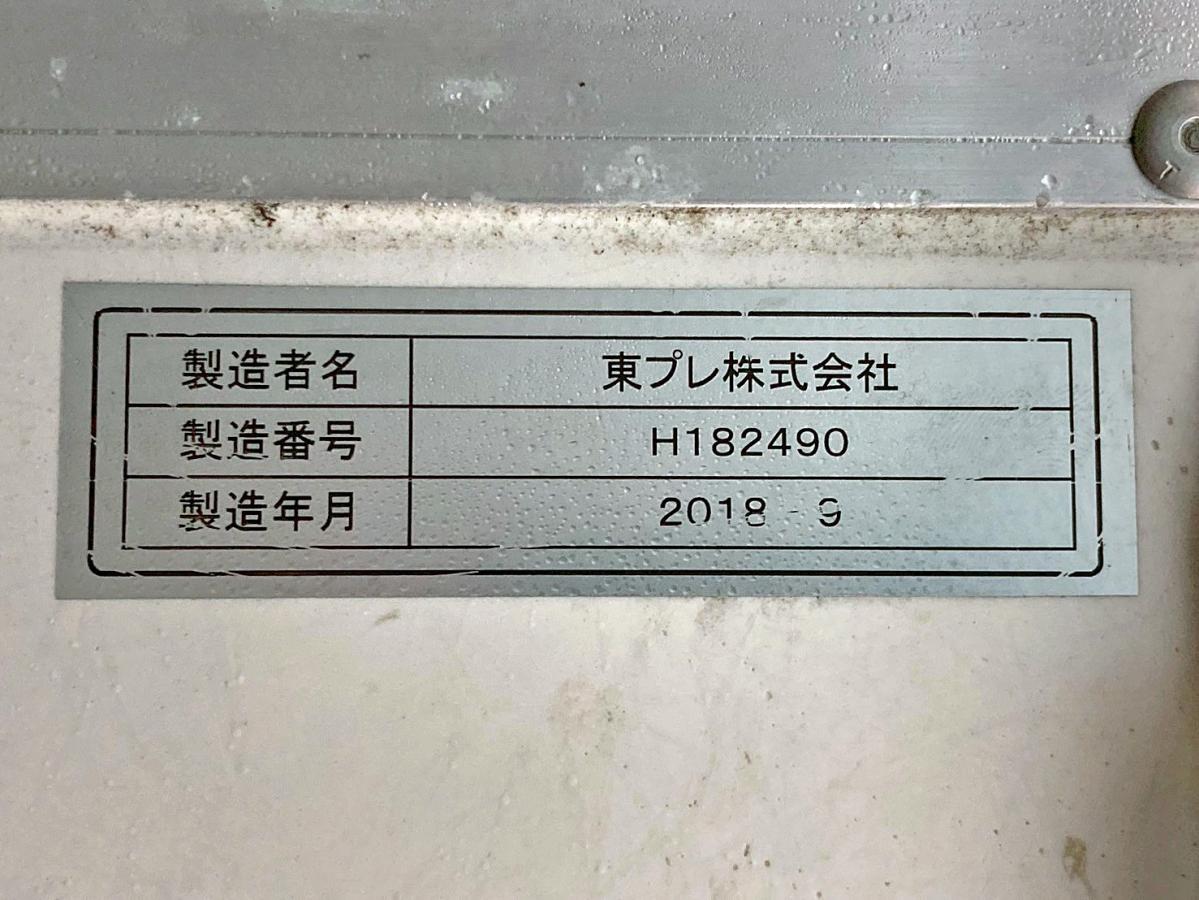 製造者名 東プレ株式会社
製造番号 H182490
製造年月 2018 - 9